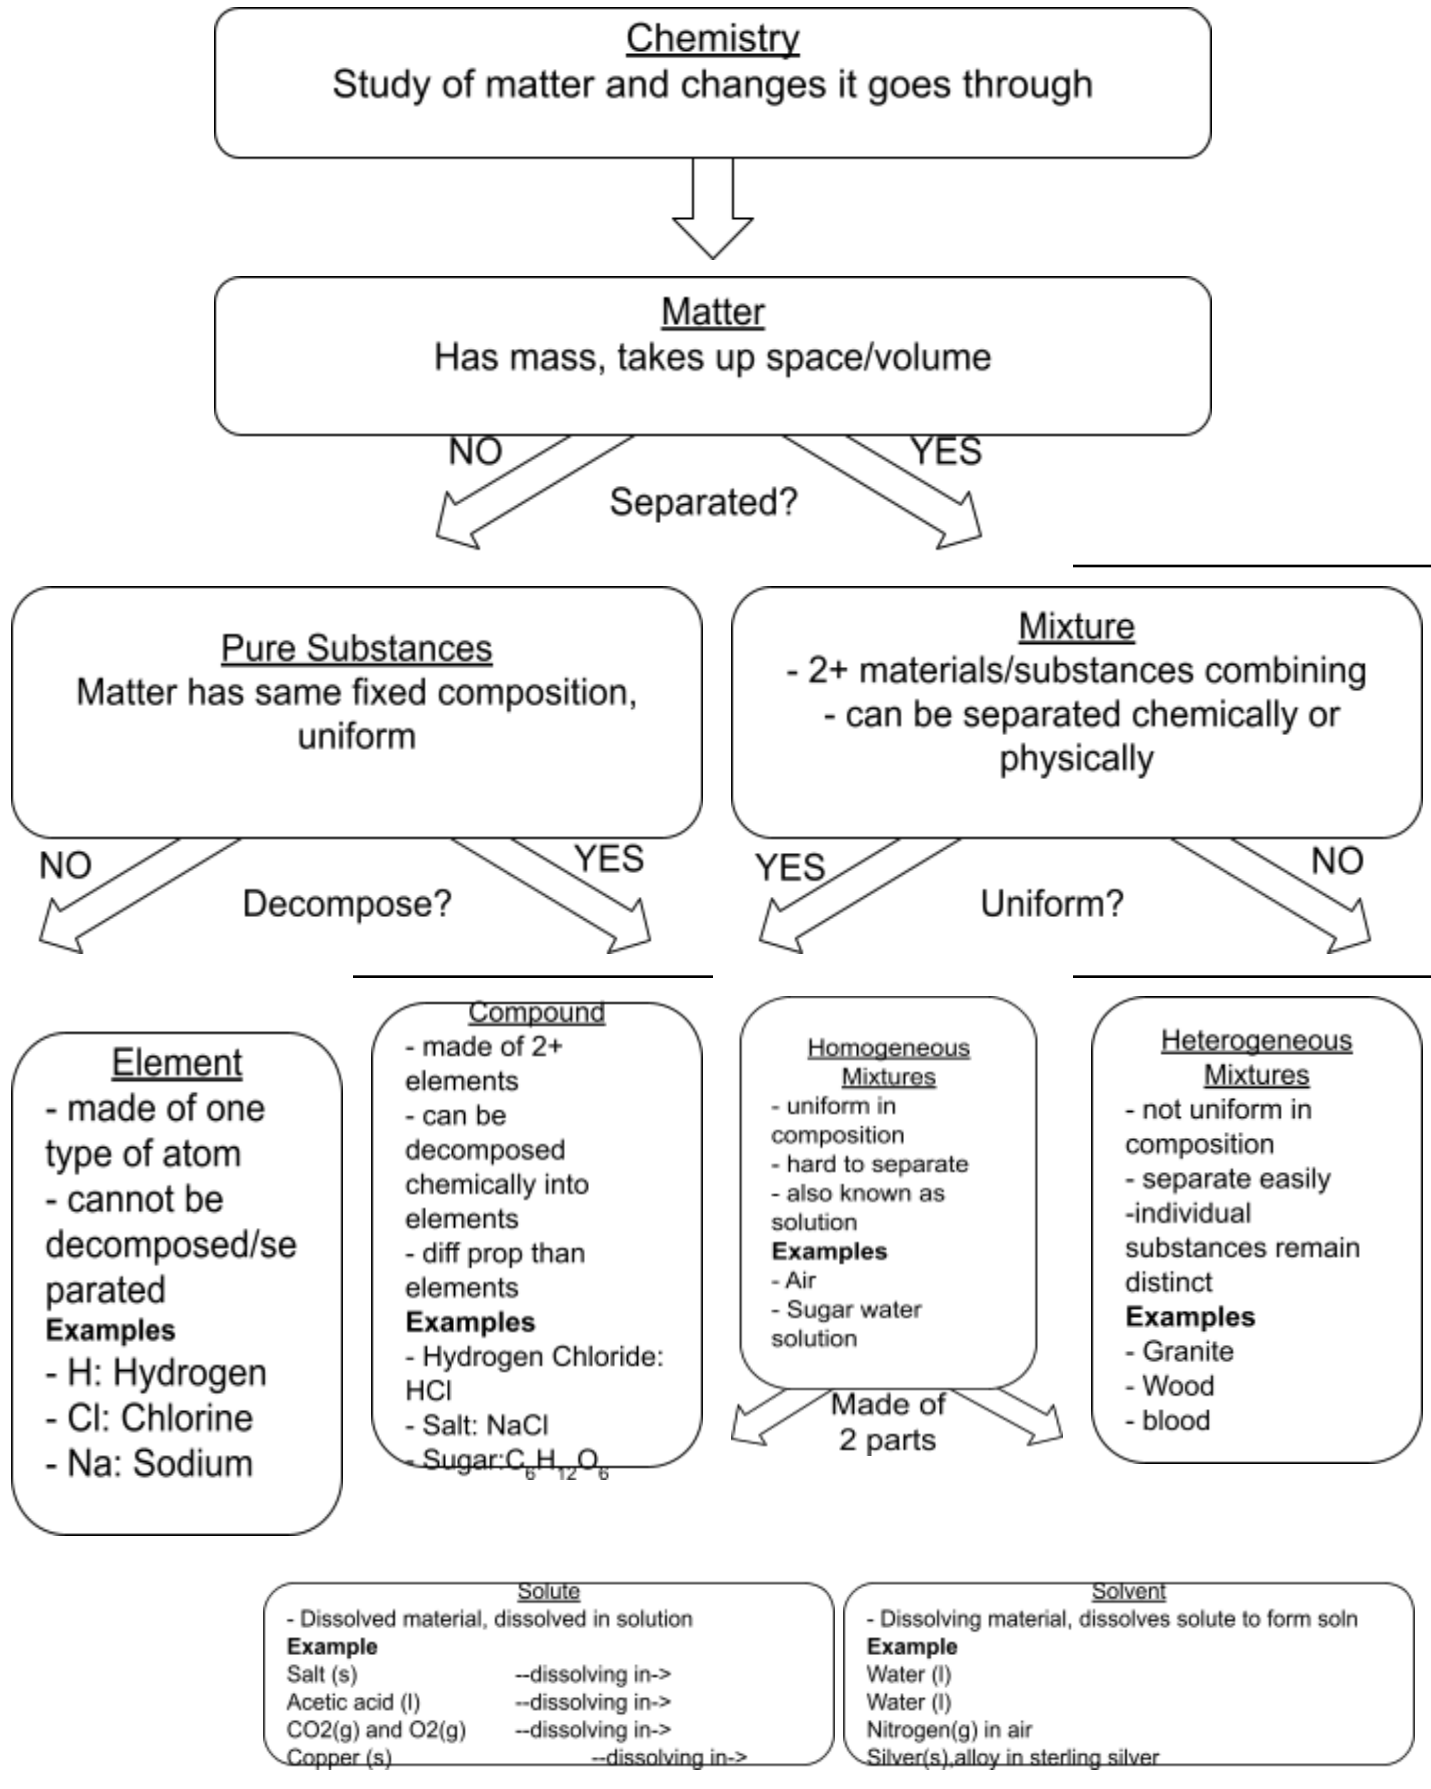 Chemistry
Study of matter and changes it goes through
Matter
Has mass, takes up space/volume
NO
YES
Separated?
Pure Substances
Matter has same fixed composition,
uniform
Mixture
- 2+ materials/substances combining
- can be separated chemically or
physically
NO
YES
Decompose?
YES
NO
Uniform?
Element
- made of one
type of atom
- cannot be
decomposed/se
parated
Examples
- H: Hydrogen
- Cl: Chlorine
- Na: Sodium
Compound
- made of 2+
elements
- can be
decomposed
chemically into
elements
- diff prop than
elements
Examples
- Hydrogen Chloride:
HCl
- Salt: NaCl
- Sugar:C₆H₁₂O₆
Homogeneous
Mixtures
- uniform in
composition
- hard to separate
- also known as
solution
Examples
- Air
- Sugar water
solution
Made of
2 parts
Heterogeneous
Mixtures
- not uniform in
composition
- separate easily
-individual
substances remain
distinct
Examples
- Granite
- Wood
- blood
Solute
- Dissolved material, dissolved in solution
Example
Salt (s) --dissolving in->
Acetic acid (l) --dissolving in->
CO2(g) and O2(g) --dissolving in->
Copper (s) --dissolving in->
Solvent
- Dissolving material, dissolves solute to form soln
Example
Water (l)
Water (l)
Nitrogen(g) in air
Silver(s),alloy in sterling silver